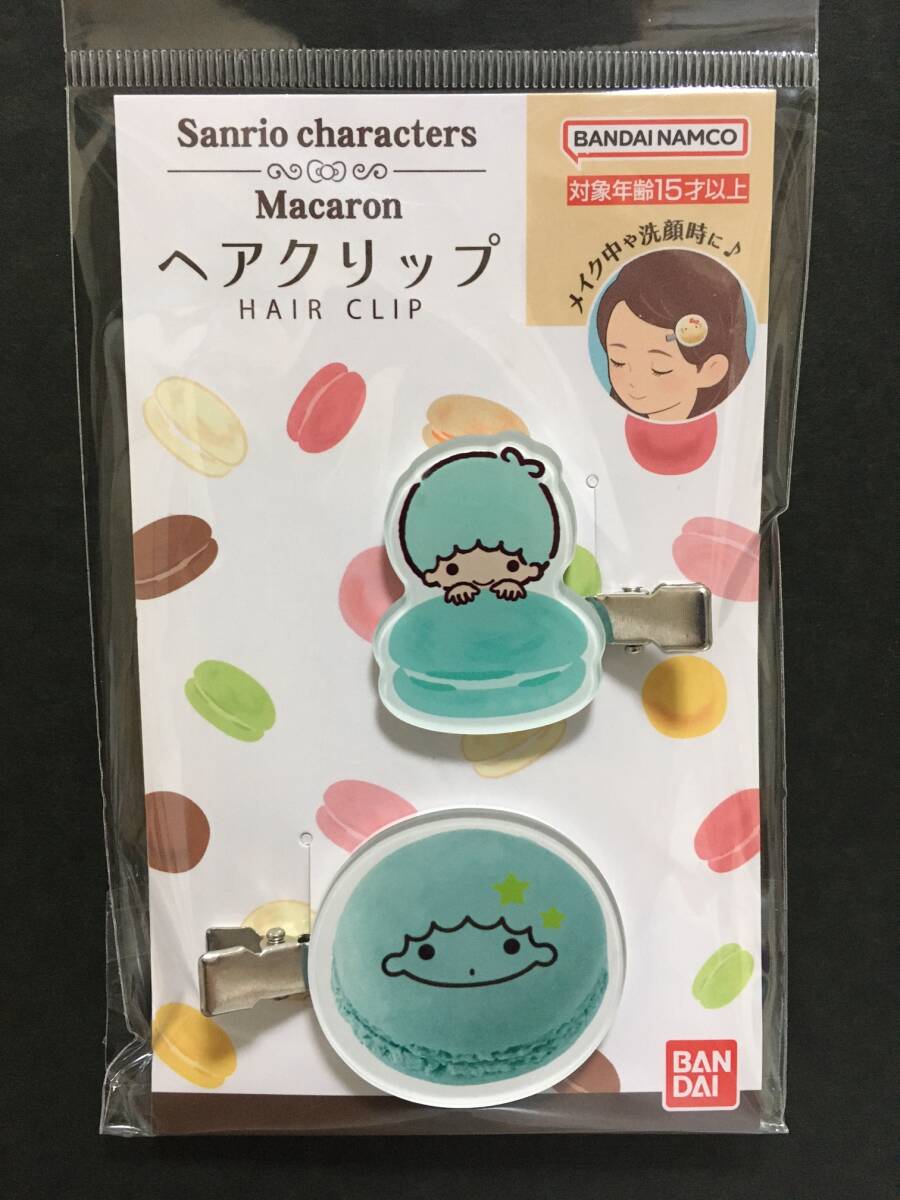 Sanrio characters
Macaron
ヘアクリップ
HAIR CLIP
BANDAI NAMCO
対象年齢15才以上
メイク中や洗顔時に♪
BAN
DAI